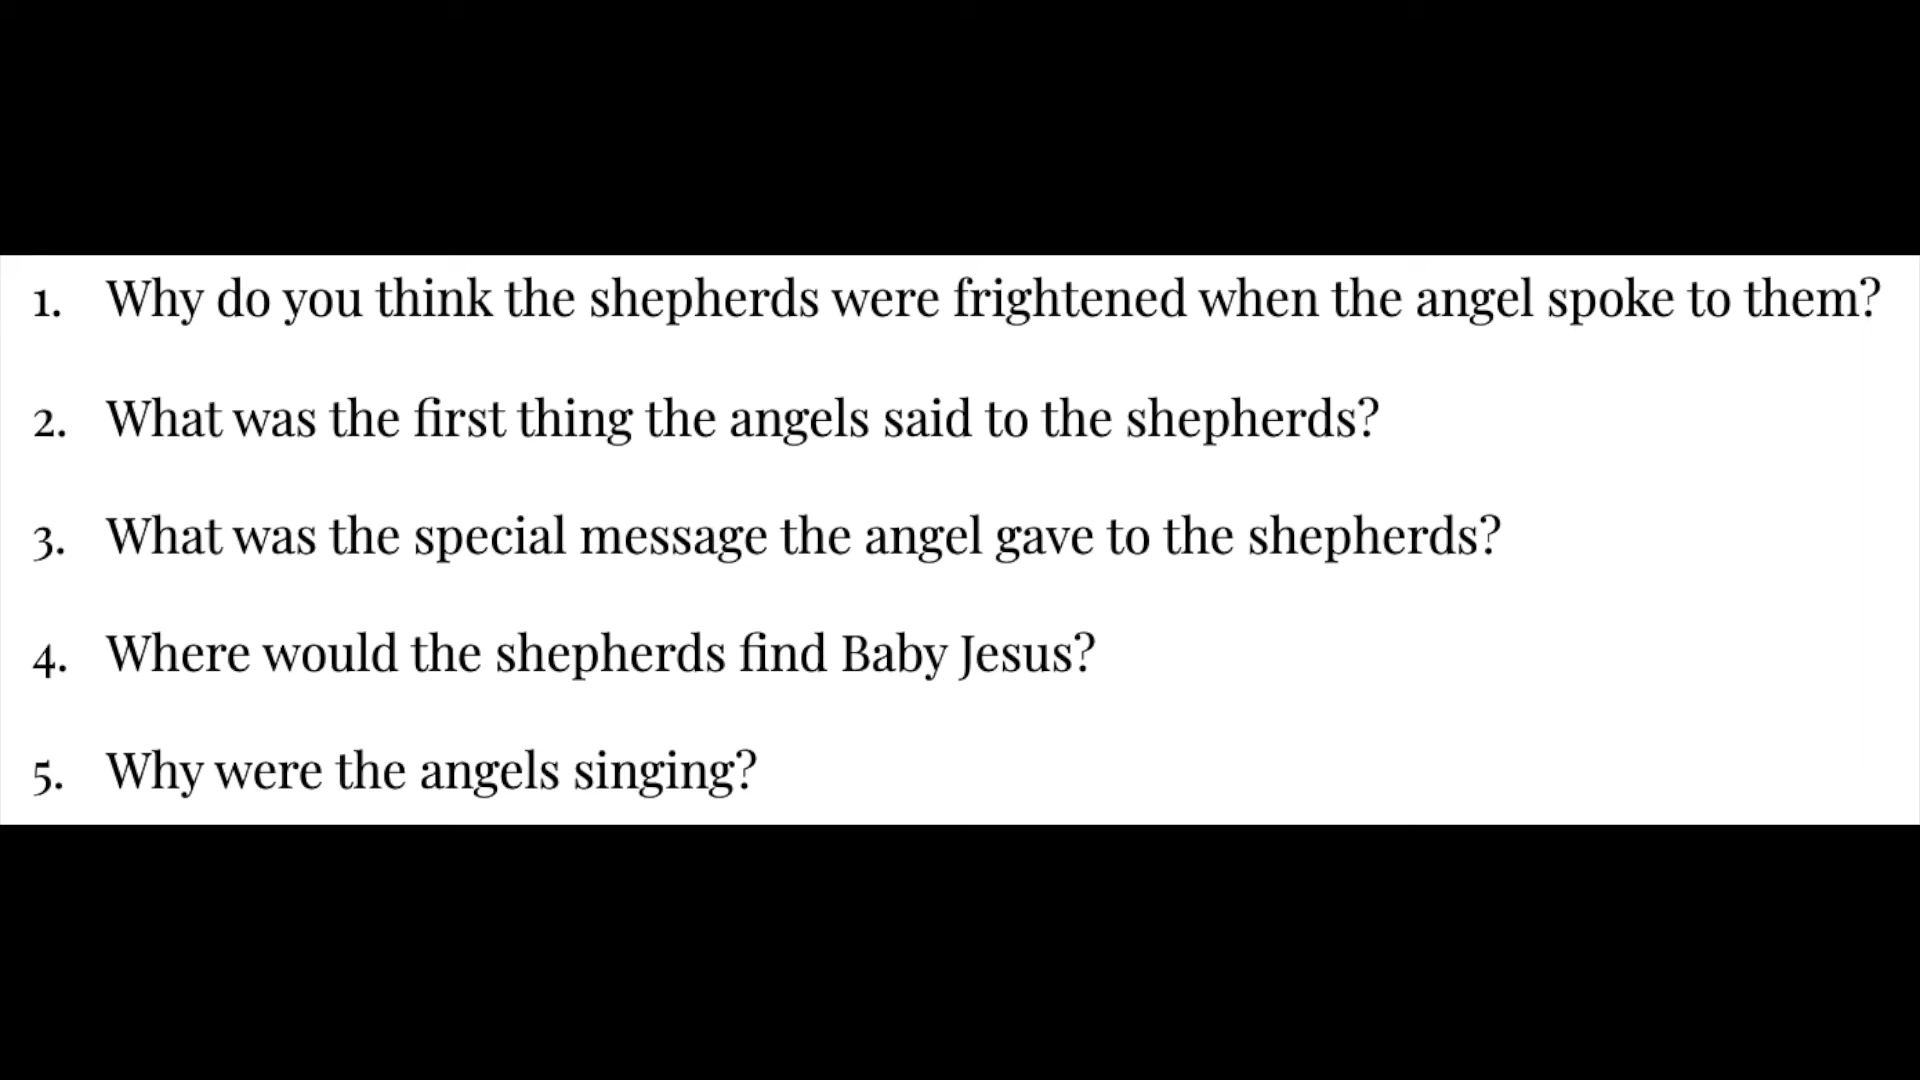 1. Why do you think the shepherds were frightened when the angel spoke to them?
2. What was the first thing the angels said to the shepherds?
3. What was the special message the angel gave to the shepherds?
4. Where would the shepherds find Baby Jesus?
5. Why were the angels singing?